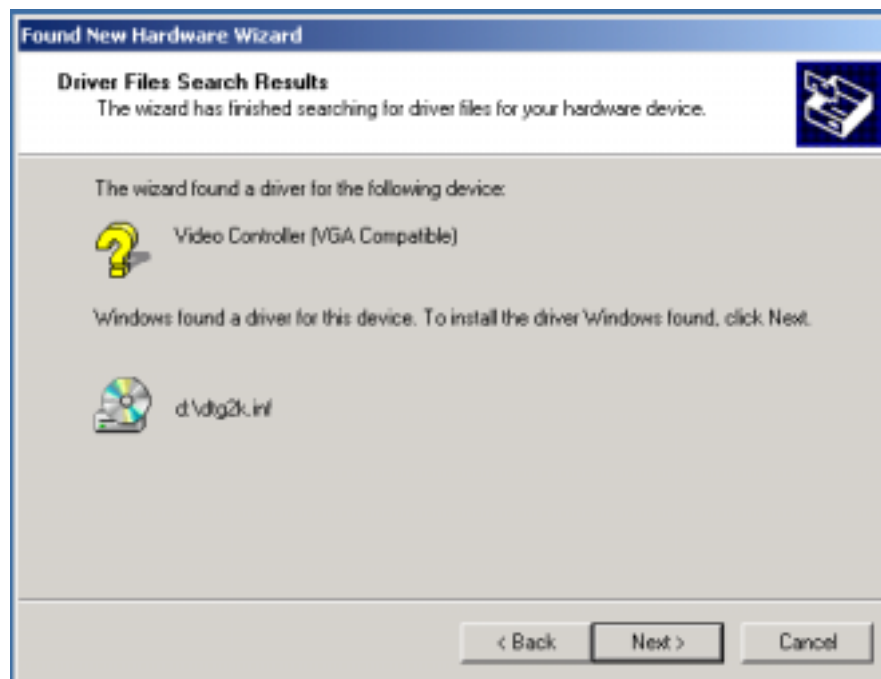 Found New Hardware Wizard
Driver Files Search Results
The wizard has finished searching for driver files for your hardware device.
The wizard found a driver for the following device:
Video Controller (VGA Compatible)
Windows found a driver for this device. To install the driver Windows found, click Next.
d:\dtg2k.inf
< Back
Next >
Cancel